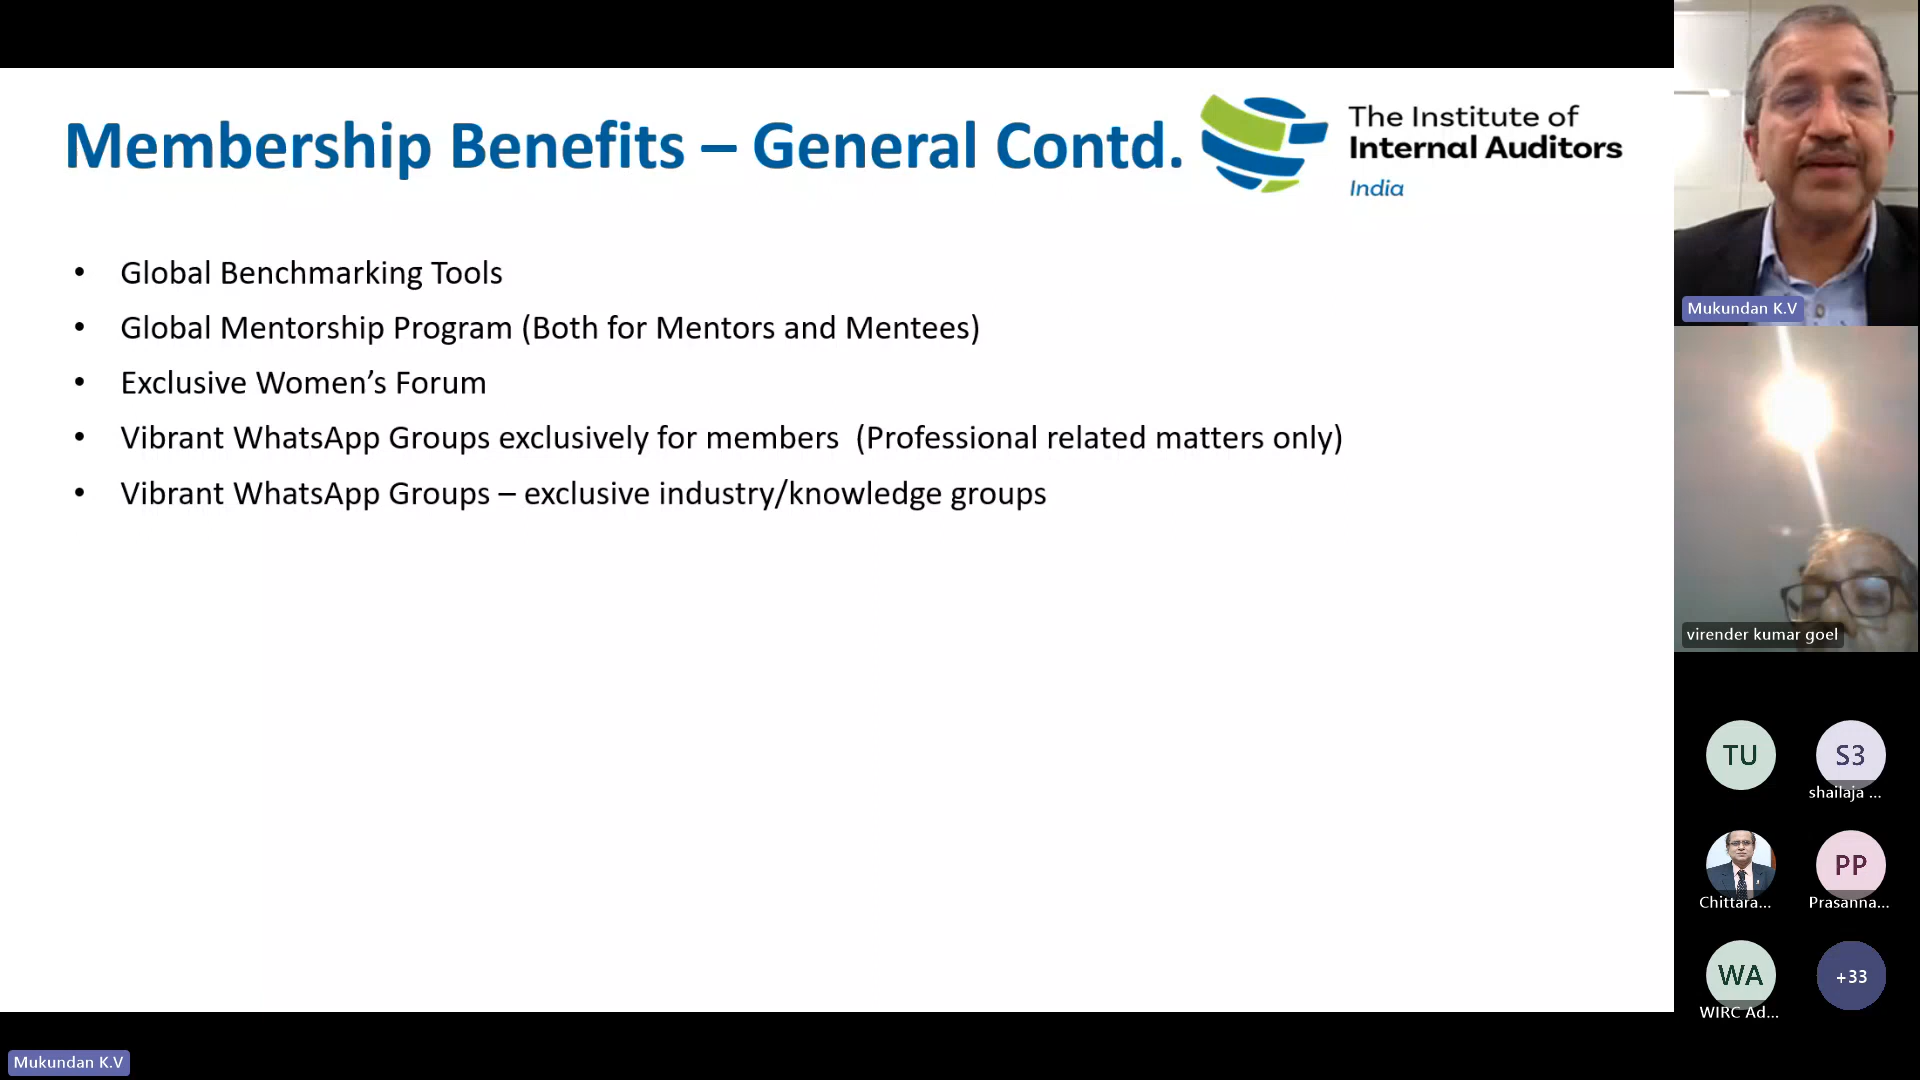 Membership Benefits – General Contd.
The Institute of
Internal Auditors
India
• Global Benchmarking Tools
• Global Mentorship Program (Both for Mentors and Mentees)
• Exclusive Women’s Forum
• Vibrant WhatsApp Groups exclusively for members (Professional related matters only)
• Vibrant WhatsApp Groups – exclusive industry/knowledge groups
Mukundan K.V
virender kumar goel
TU
S3
shailaja ...
Chittara...
PP
Prasanna...
WA
WIRC Ad...
+33
Mukundan K.V